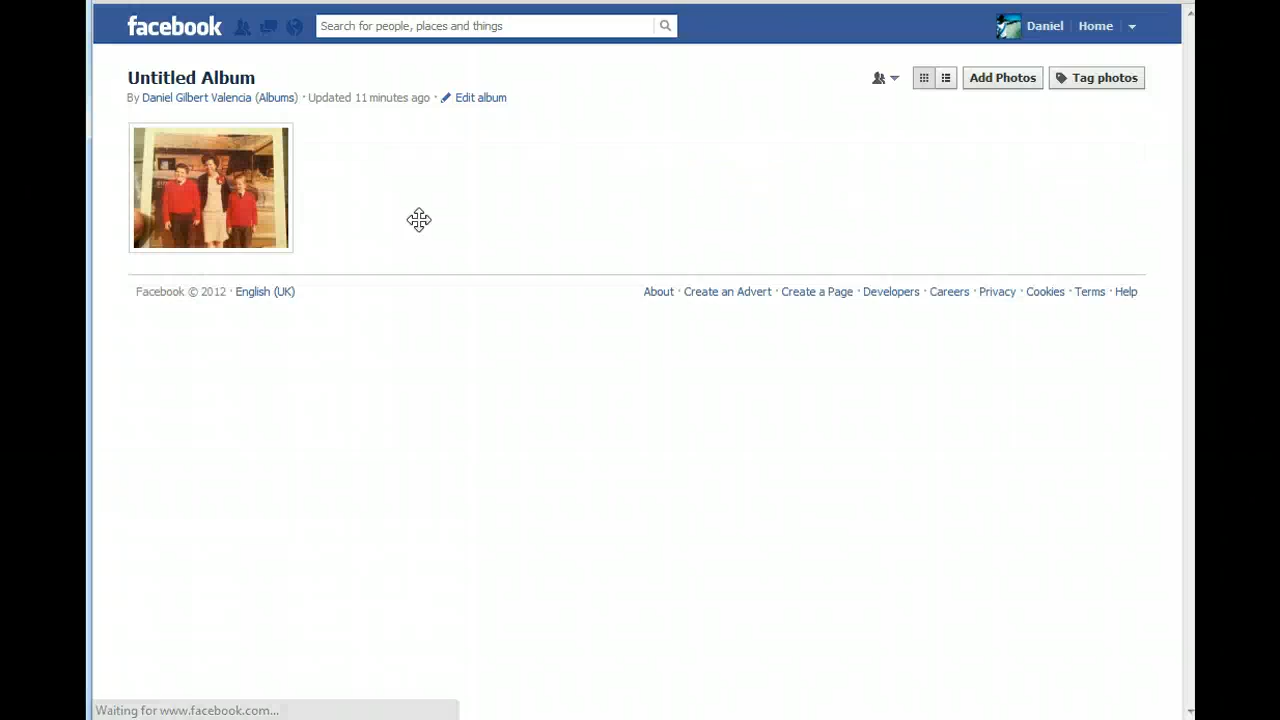 facebook Search for people, places and things Daniel Home
Untitled Album Add Photos Tag photos
By Daniel Gilbert Valencia (Albums) · Updated 11 minutes ago · Edit album
Facebook © 2012 · English (UK) About · Create an Advert · Create a Page · Developers · Careers · Privacy · Cookies · Terms · Help
Waiting for www.facebook.com...